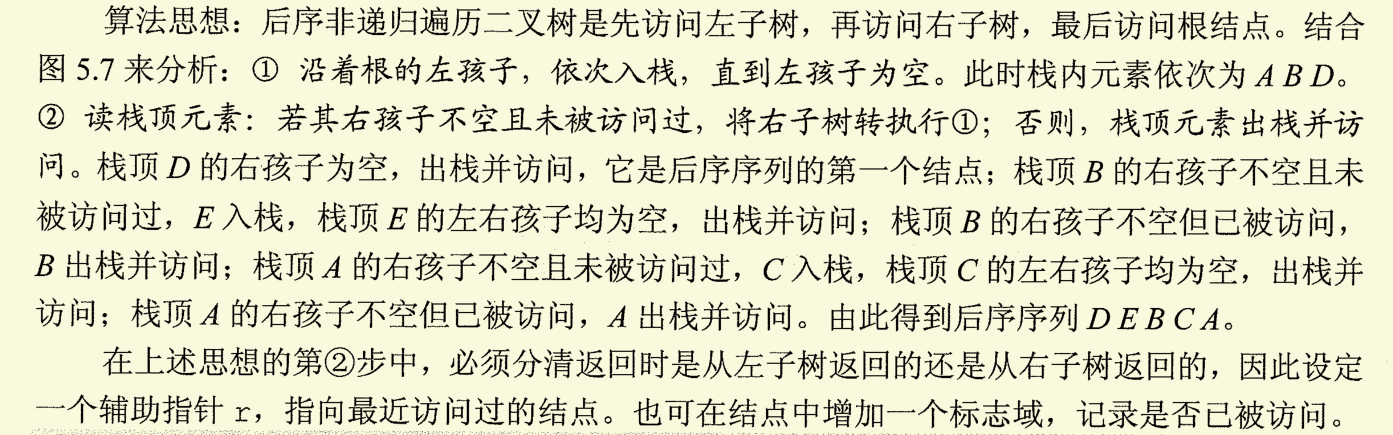 算法思想：后序非递归遍历二叉树是先访问左子树，再访问右子树，最后访问根结点。结合
图 5.7 来分析：① 沿着根的左孩子，依次入栈，直到左孩子为空。此时栈内元素依次为 A B D。
② 读栈顶元素：若其右孩子不空且未被访问过，将右子树转执行①；否则，栈顶元素出栈并访
问。栈顶 D 的右孩子为空，出栈并访问，它是后序序列的第一个结点；栈顶 B 的右孩子不空且未
被访问过，E 入栈，栈顶 E 的左右孩子均为空，出栈并访问；栈顶 B 的右孩子不空但已被访问，
B 出栈并访问；栈顶 A 的右孩子不空且未被访问过，C 入栈，栈顶 C 的左右孩子均为空，出栈并
访问；栈顶 A 的右孩子不空但已被访问，A 出栈并访问。由此得到后序序列 D E B C A。
在上述思想的第②步中，必须分清返回时是从左子树返回的还是从右子树返回的，因此设定
一个辅助指针 r，指向最近访问过的结点。也可在结点中增加一个标志域，记录是否已被访问。